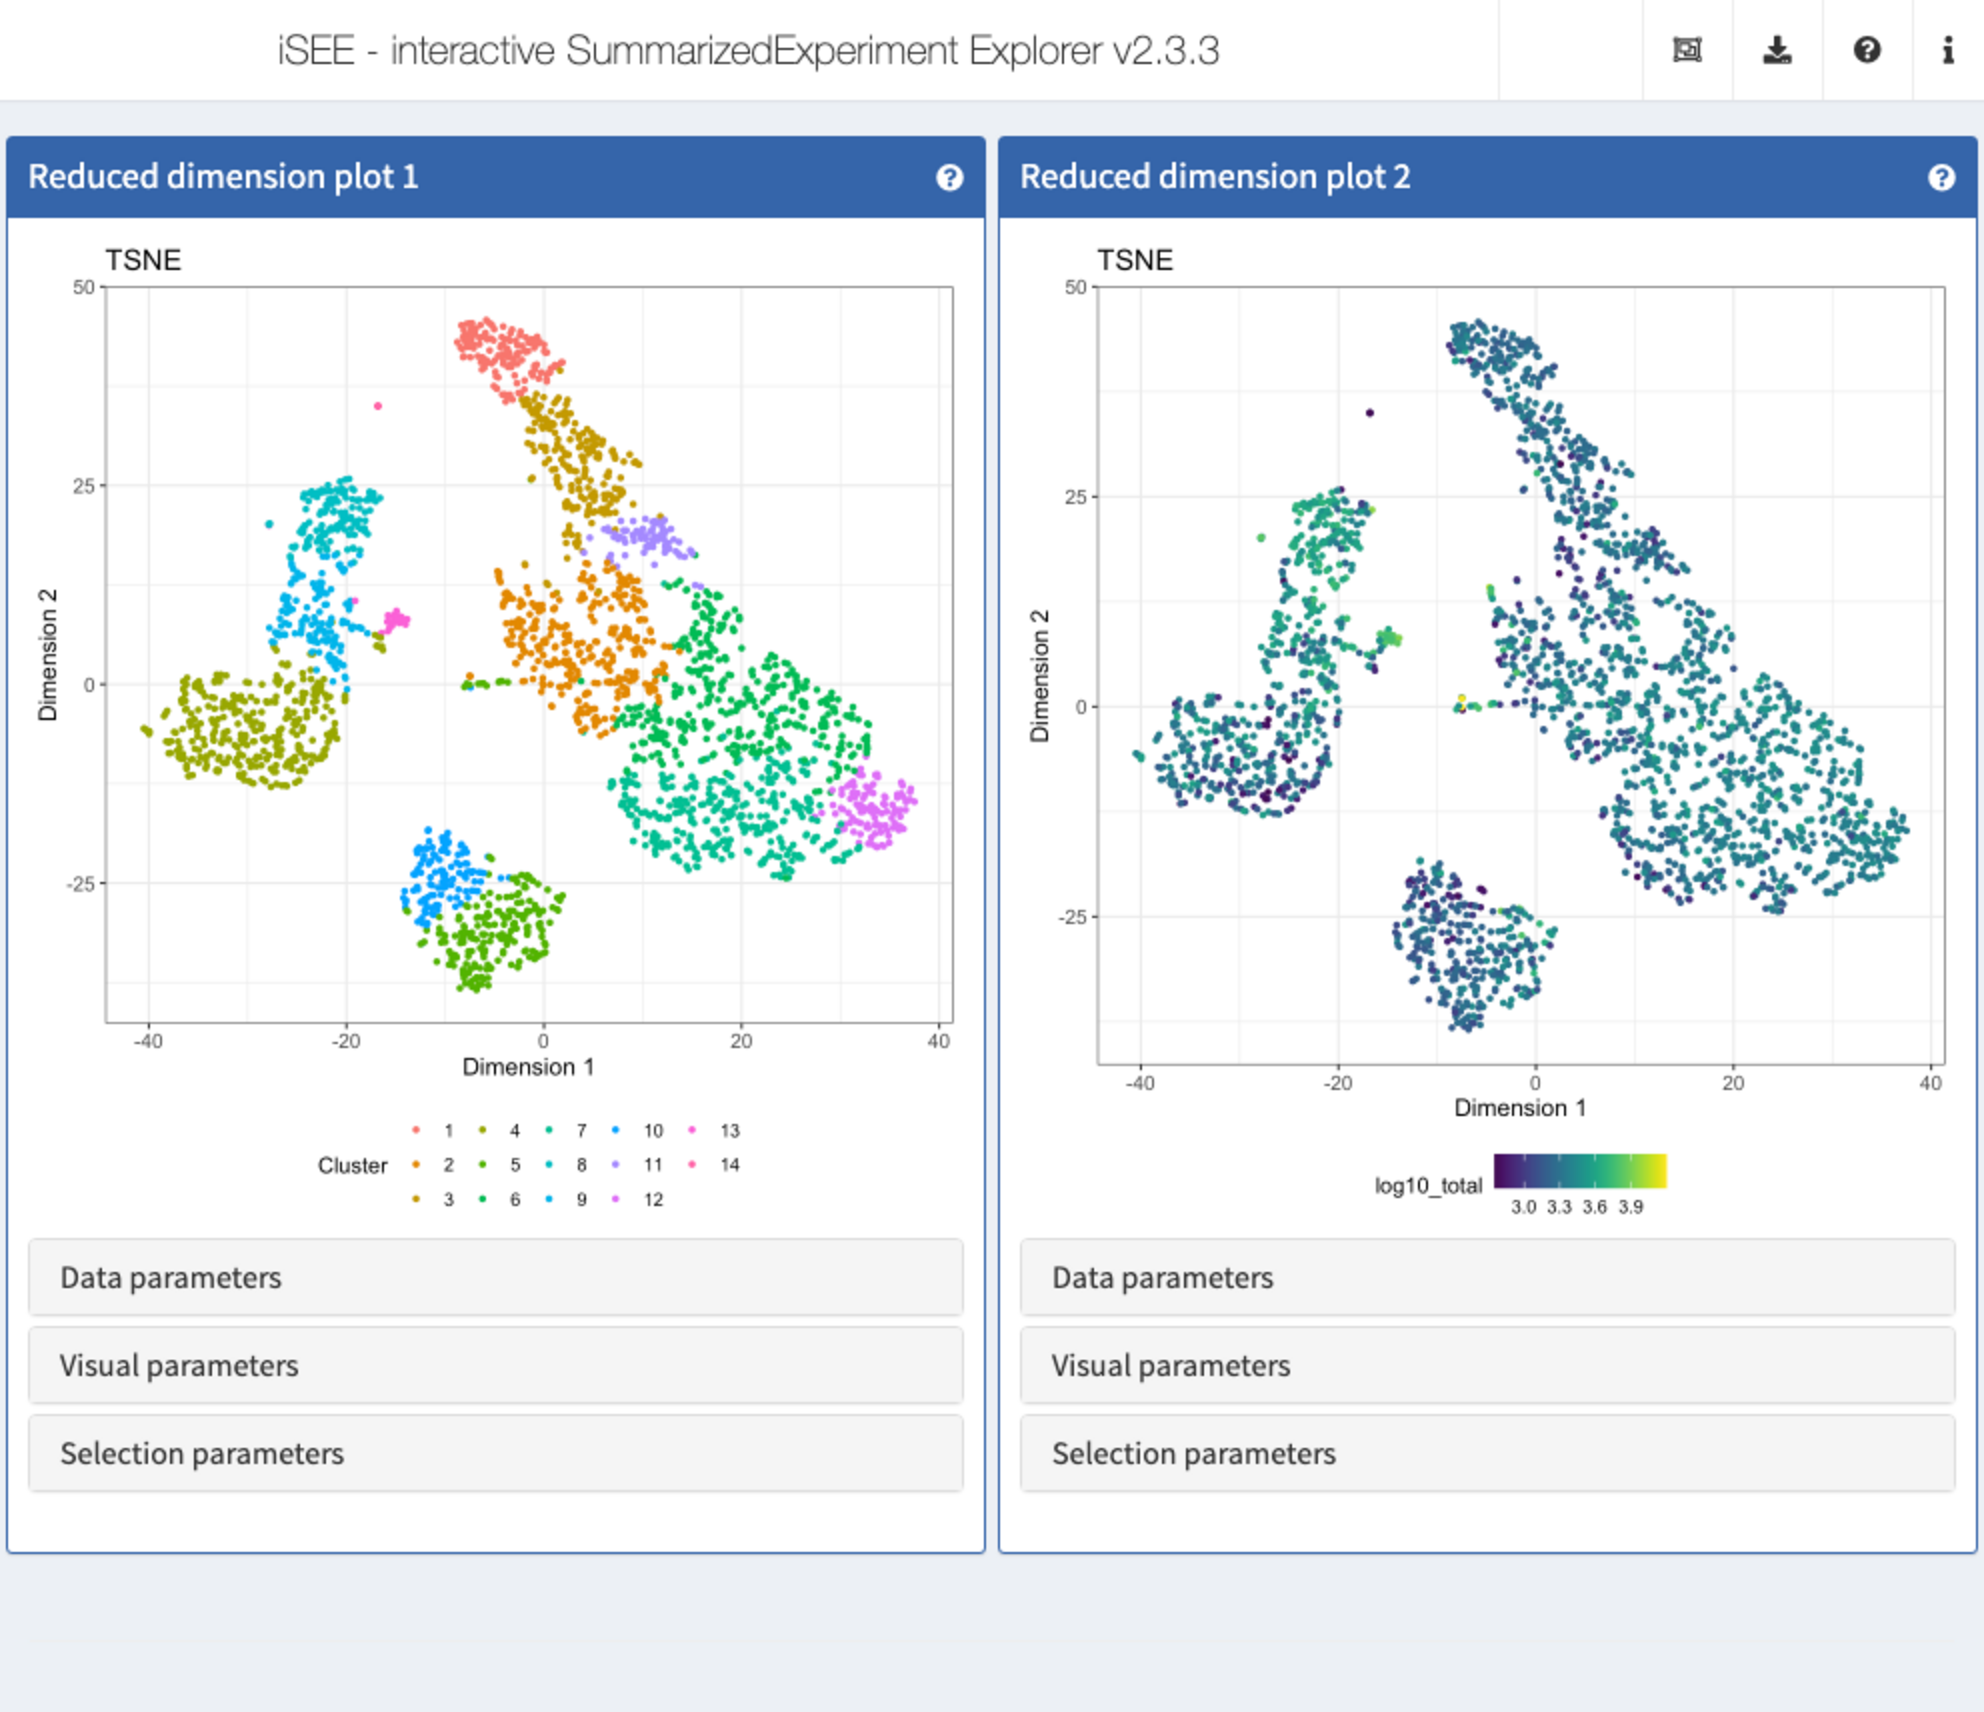 iSEE - interactive SummarizedExperiment Explorer v2.3.3
Reduced dimension plot 1
TSNE
50
25
0
-25
Dimension 2
-40 -20 0 20 40
Dimension 1
Cluster
1 4 7 10 13
2 5 8 11 14
3 6 9 12
Data parameters
Visual parameters
Selection parameters
Reduced dimension plot 2
TSNE
50
25
0
-25
Dimension 2
-40 -20 0 20 40
Dimension 1
log10_total
3.0 3.3 3.6 3.9
Data parameters
Visual parameters
Selection parameters